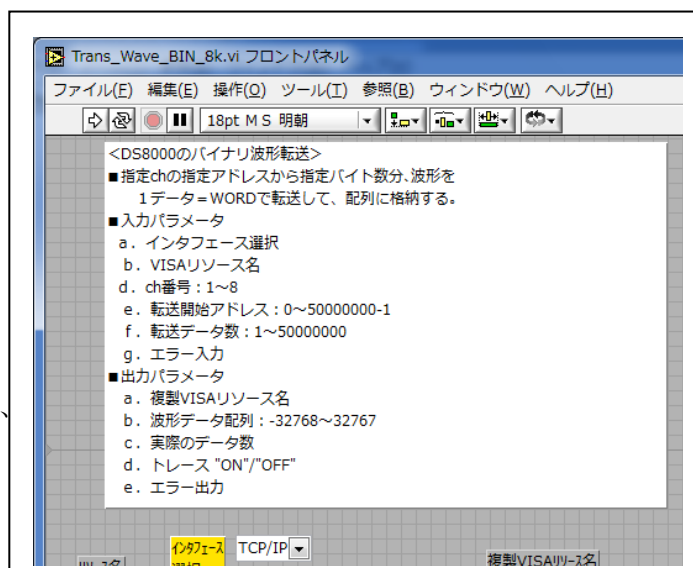 Trans_Wave_BIN_8k.vi フロントパネル
ファイル(F) 編集(E) 操作(O) ツール(T) 参照(B) ウィンドウ(W) ヘルプ(H)
18pt ＭＳ 明朝
<DS8000のバイナリ波形転送>
■指定chの指定アドレスから指定バイト数分、波形を
１データ＝WORDで転送して、配列に格納する。
■入力パラメータ
a．インタフェース選択
b．VISAリソース名
d．ch番号：1～8
e．転送開始アドレス：0～50000000-1
f．転送データ数：1～50000000
g．エラー入力
■出力パラメータ
a．複製VISAリソース名
b．波形データ配列：-32768～32767
c．実際のデータ数
d．トレース "ON"/"OFF"
e．エラー出力
、
インタフェース TCP/IP
複製VISAリソース名